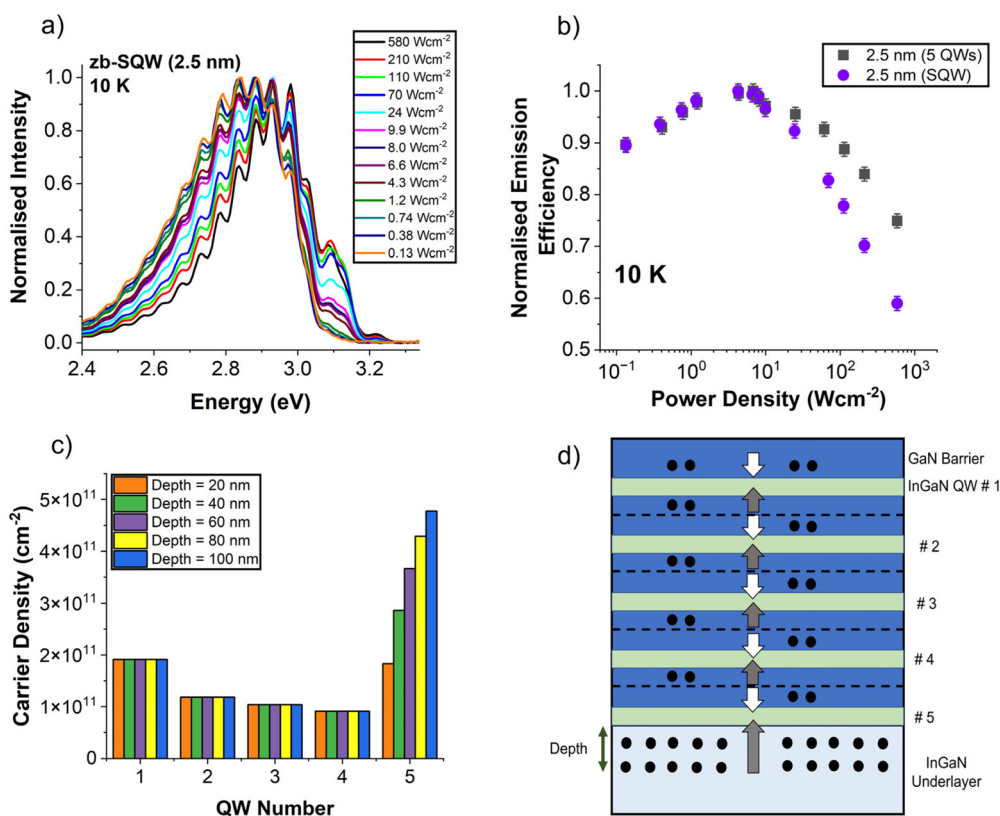 a)
zb-SQW (2.5 nm)
10 K
580 Wcm⁻²
210 Wcm⁻²
110 Wcm⁻²
70 Wcm⁻²
24 Wcm⁻²
9.9 Wcm⁻²
8.0 Wcm⁻²
6.6 Wcm⁻²
4.3 Wcm⁻²
1.2 Wcm⁻²
0.74 Wcm⁻²
0.38 Wcm⁻²
0.13 Wcm⁻²
Normalised Intensity
1.0
0.8
0.6
0.4
0.2
0.0
2.4 2.6 2.8 3.0 3.2
Energy (eV)
b)
2.5 nm (5 QWs)
2.5 nm (SQW)
Normalised Emission
Efficiency
1.1
1.0
0.9
0.8
0.7
0.6
0.5
10 K
10⁻¹ 10⁰ 10¹ 10² 10³
Power Density (Wcm⁻²)
c)
Depth = 20 nm
Depth = 40 nm
Depth = 60 nm
Depth = 80 nm
Depth = 100 nm
Carrier Density (cm⁻²)
5×10¹¹
4×10¹¹
3×10¹¹
2×10¹¹
1×10¹¹
0
1 2 3 4 5
QW Number
d)
GaN Barrier
InGaN QW # 1
# 2
# 3
# 4
# 5
Depth
InGaN
Underlayer